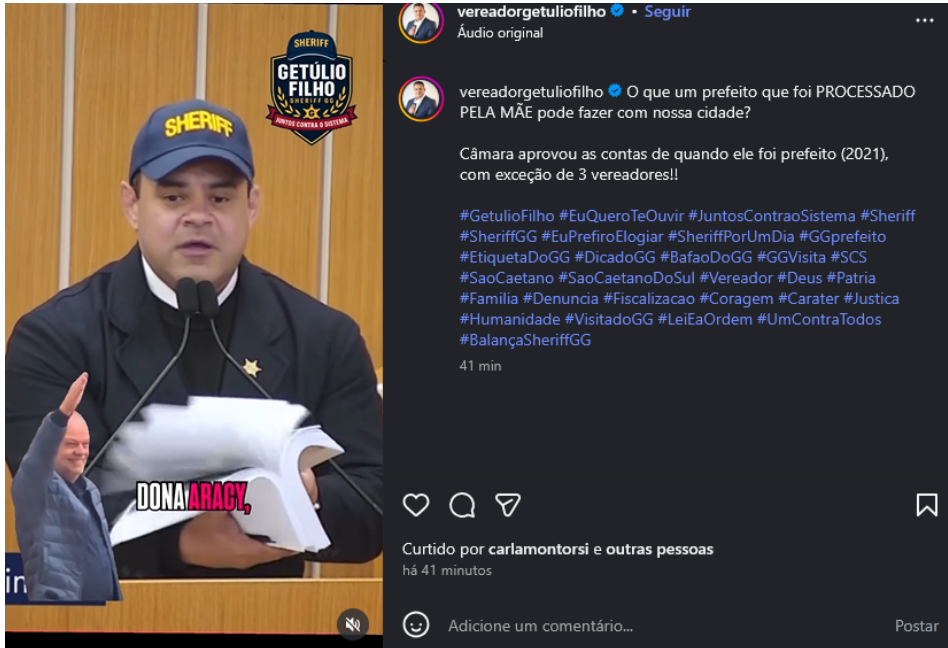 SHERIFF
GETÚLIO
FILHO
SHERIFF GG
JUNTOS CONTRA O SISTEMA
SHERIFF
DONA ARACY,
in
vereadorgetuliofilho • Seguir
Áudio original
vereadorgetuliofilho O que um prefeito que foi PROCESSADO
PELA MÃE pode fazer com nossa cidade?
Câmara aprovou as contas de quando ele foi prefeito (2021),
com exceção de 3 vereadores!!
#GetulioFilho #EuQueroTeOuvir #JuntosContraoSistema #Sheriff
#SheriffGG #EuPrefiroElogiar #SheriffPorUmDia #GGprefeito
#EtiquetaDoGG #DicadoGG #BafaoDoGG #GGVisita #SCS
#SaoCaetano #SaoCaetanoDoSul #Vereador #Deus #Patria
#Familia #Denuncia #Fiscalizacao #Coragem #Carater #Justica
#Humanidade #VisitadoGG #LeiEaOrdem #UmContraTodos
#BalançaSheriffGG
41 min
Curtido por carlamontorsi e outras pessoas
há 41 minutos
Adicione um comentário...
Postar